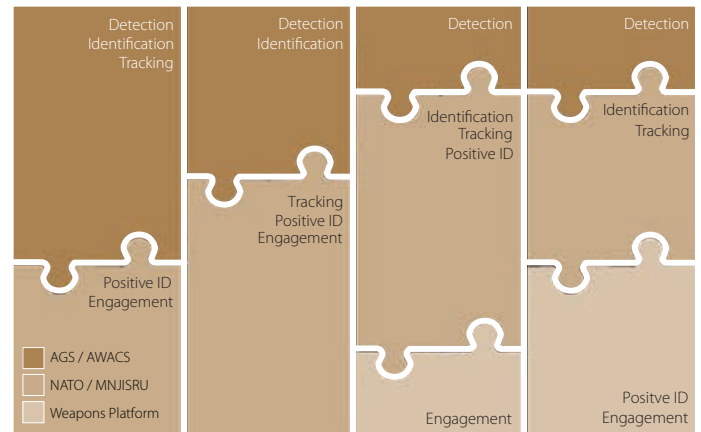 Detection
Identification
Tracking
Positive ID
Engagement
AGS / AWACS
NATO / MNJISRU
Weapons Platform
Detection
Identification
Tracking
Positive ID
Engagement
Detection
Identification
Tracking
Positive ID
Engagement
Detection
Identification
Tracking
Positve ID
Engagement